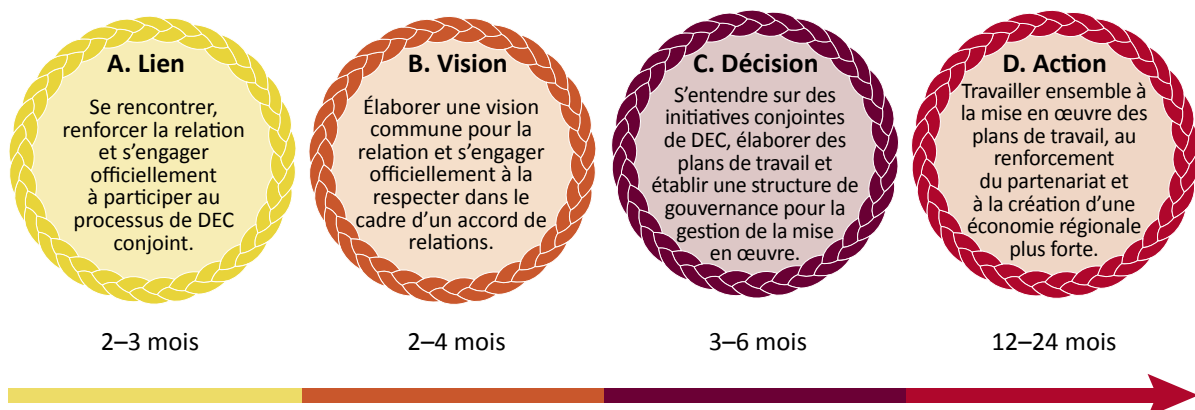 A. Lien
Se rencontrer,
renforcer la relation
et s’engager
officiellement
à participer au
processus de DEC
conjoint.
2–3 mois
B. Vision
Élaborer une vision
commune pour la
relation et s’engager
officiellement à la
respecter dans le
cadre d’un accord de
relations.
2–4 mois
C. Décision
S’entendre sur des
initiatives conjointes
de DEC, élaborer des
plans de travail et
établir une structure de
gouvernance pour la
gestion de la mise
en œuvre.
3–6 mois
D. Action
Travailler ensemble à
la mise en œuvre des
plans de travail, au
renforcement
du partenariat et
à la création d’une
économie régionale
plus forte.
12–24 mois